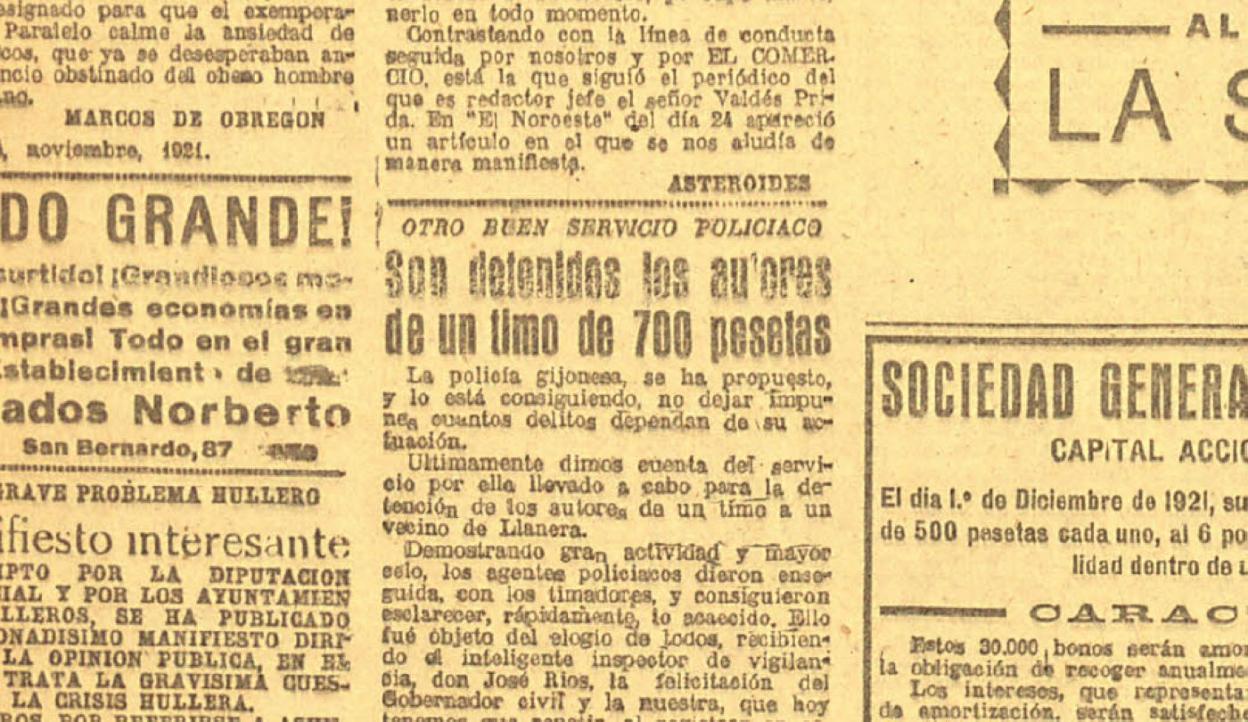 esignado para que el exempera-
Paralelo calme la ansiedad de
cos, que ya se desesperaban an-
ncio obstinado del obeso hombre
MARCOS DE OBREGON
noviembre, 1921.
DO GRANDE!
surtido! ¡Grandiosos mo-
¡Grandes economías en
mpras! Todo en el gran
stablecimient de
ados Norberto
San Bernardo, 87
GRAVE PROBLEMA HULLERO
ifiesto interesante
IPTO POR LA DIPUTACION
IAL Y POR LOS AYUNTAMIEN
LLEROS, SE HA PUBLICADO
ONADISIMO MANIFIESTO DIRI-
LA OPINION PUBLICA, EN EL
TRATA LA GRAVISIMA CUES-
LA CRISIS HULLERA.
ROS POR REFERIRSE A
nerlo en todo momento.
Contrastando con la línea de conducta
seguida por nosotros y por EL COMER-
CIO, está la que siguió el periódico del
que es redactor jefe el señor Valdés Pri-
da. En "El Noroeste" del día 24 apareció
un artículo en el que se nos aludía de
manera manifiesta.
ASTEROIDES
OTRO BUEN SERVICIO POLICIACO
Son detenidos los au'ores
de un timo de 700 pesetas
La policía gijonesa, se ha propuesto,
y lo está consiguiendo, no dejar impu-
nes cuantos delitos dependan de su ac-
tuación.
Ultimamente dimos cuenta del servi-
cio por ella llevado a cabo para la de-
tención de los autores de un timo a un
vecino de Llanera.
Demostrando gran actividad y mayor
celo, los agentes policiacos dieron ense-
guida, con los timadores, y consiguieron
esclarecer, rápidamente, lo acaecido. Ello
fué objeto del elogio de todos, recibien-
do el inteligente inspector de vigilan-
cia, don José Rios, la felicitación del
Gobernador civil y la nuestra, que hoy
AL
LA S
SOCIEDAD GENERA
CAPITAL ACCIO
El día 1.º de Diciembre de 1921, su
de 500 pesetas cada uno, al 6 po
lidad dentro de u
CARAC
Estos 30.000 bonos serán amor
la obligación de recoger anualme
Los intereses, que representa
de amortización, serán satisfeche